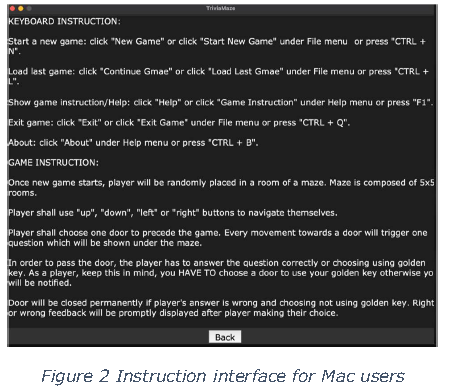 TriviaMaze
KEYBOARD INSTRUCTION:
Start a new game: click "New Game" or click "Start New Game" under File menu or press "CTRL +
N".
Load last game: click "Continue Gmae" or click "Load Last Gmae" under File menu or press "CTRL +
L".
Show game instruction/Help: click "Help" or click "Game Instruction" under Help menu or press "F1".
Exit game: click "Exit" or click "Exit Game" under File menu or press "CTRL + Q".
About: click "About" under Help menu or press "CTRL + B".
GAME INSTRUCTION:
Once new game starts, player will be randomly placed in a room of a maze. Maze is composed of 5x5
rooms.
Player shall use "up", "down", "left" or "right" buttons to navigate themselves.
Player shall choose one door to precede the game. Every movement towards a door will trigger one
question which will be shown under the maze.
In order to pass the door, the player has to answer the question correctly or choosing using golden
key. As a player, keep this in mind, you HAVE TO choose a door to use your golden key otherwise yo
will be notified.
Door will be closed permanently if player's answer is wrong and choosing not using golden key. Right
or wrong feedback will be promptly displayed after player making their choice.
Back
Figure 2 Instruction interface for Mac users